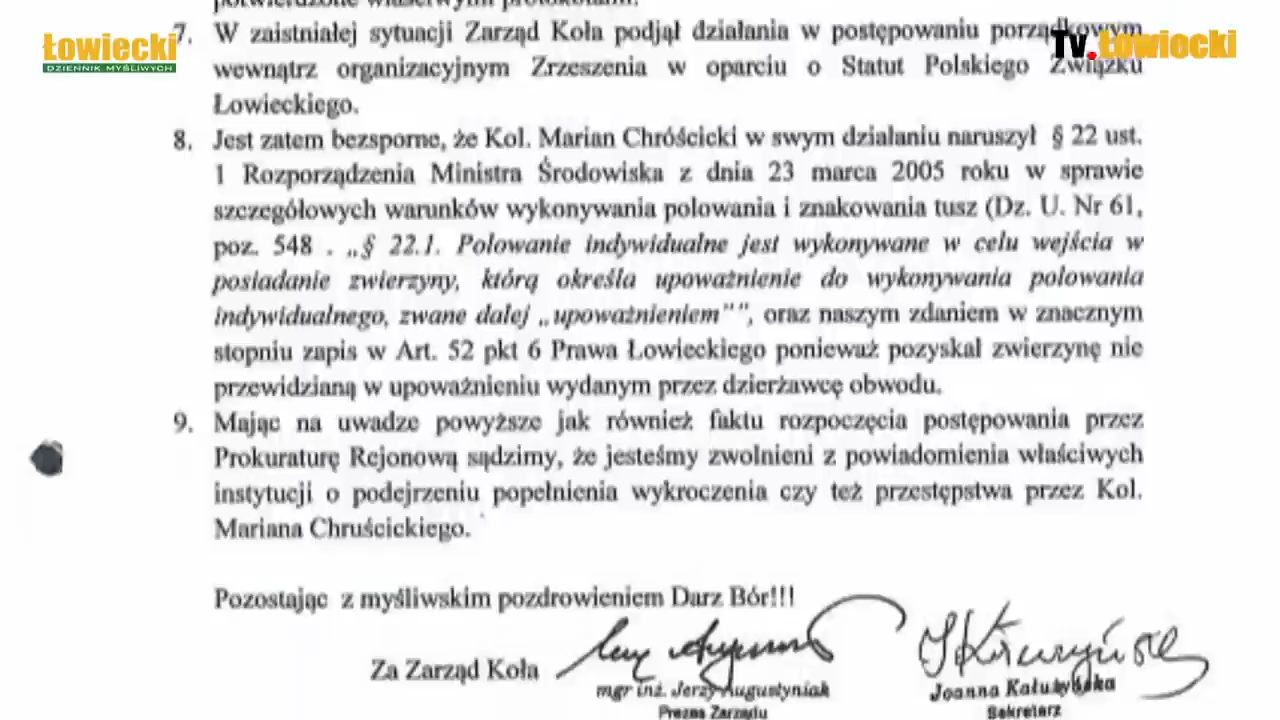 potwierdzone właściwymi protokołami.
Łowiecki
DZIENNIK MYŚLIWYCH
Tv.Łowiecki
7. W zaistniałej sytuacji Zarząd Koła podjął działania w postępowaniu porządkowym
wewnątrz organizacyjnym Zrzeszenia w oparciu o Statut Polskiego Związku
Łowieckiego.
8. Jest zatem bezsporne, że Kol. Marian Chróścicki w swym działaniu naruszył § 22 ust.
1 Rozporządzenia Ministra Środowiska z dnia 23 marca 2005 roku w sprawie
szczegółowych warunków wykonywania polowania i znakowania tusz (Dz. U. Nr 61,
poz. 548 . „§ 22.1. Polowanie indywidualne jest wykonywane w celu wejścia w
posiadanie zwierzyny, którą określa upoważnienie do wykonywania polowania
indywidualnego, zwane dalej „upoważnieniem"", oraz naszym zdaniem w znacznym
stopniu zapis w Art. 52 pkt 6 Prawa Łowieckiego ponieważ pozyskał zwierzynę nie
przewidzianą w upoważnieniu wydanym przez dzierżawcę obwodu.
9. Mając na uwadze powyższe jak również faktu rozpoczęcia postępowania przez
Prokuraturę Rejonową sądzimy, że jesteśmy zwolnieni z powiadomienia właściwych
instytucji o podejrzeniu popełnienia wykroczenia czy też przestępstwa przez Kol.
Mariana Chruścickiego.
Pozostając z myśliwskim pozdrowieniem Darz Bór!!!
Za Zarząd Koła
mgr inż. Jerzy Augustyniak
Prezes Zarządu
Joanna Kałużyńska
Sekretarz